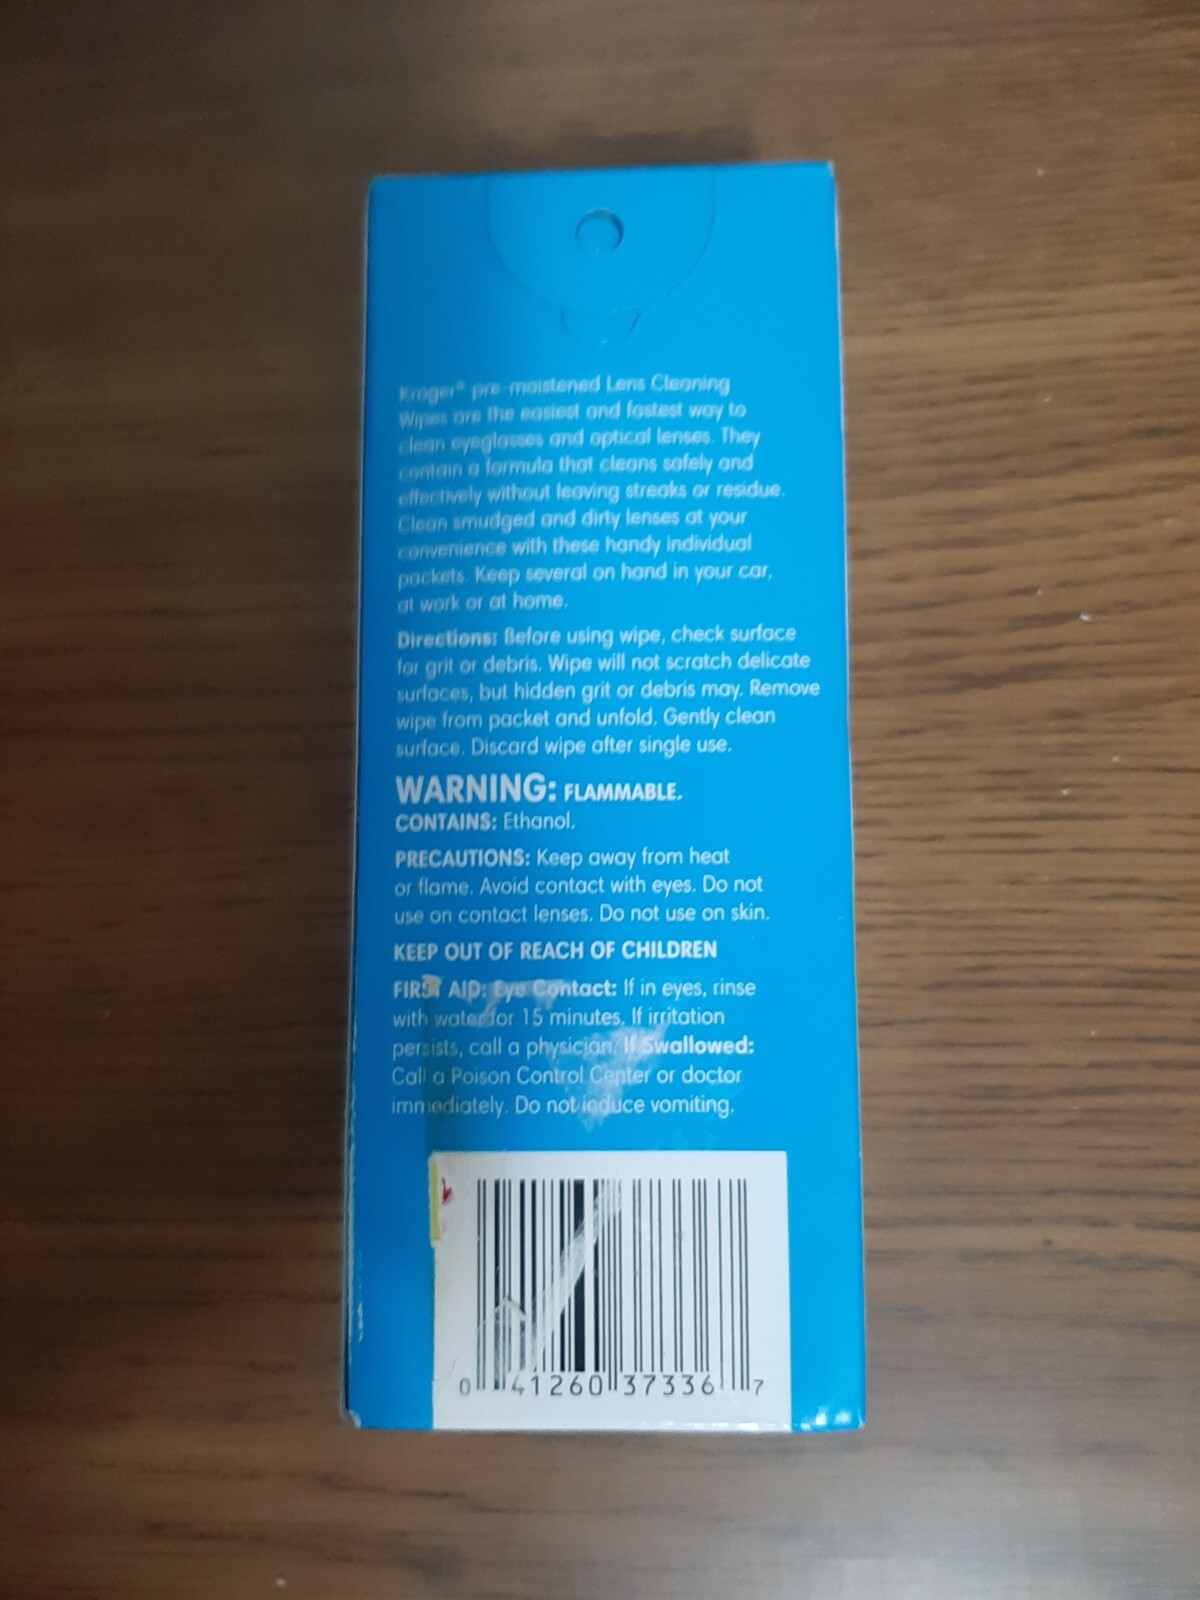 Kroger® pre-moistened Lens Cleaning
Wipes are the easiest and fastest way to
clean eyeglasses and optical lenses. They
contain a formula that cleans safely and
effectively without leaving streaks or residue.
Clean smudged and dirty lenses at your
convenience with these handy individual
packets. Keep several on hand in your car,
at work or at home.
Directions: Before using wipe, check surface
for grit or debris. Wipe will not scratch delicate
surfaces, but hidden grit or debris may. Remove
wipe from packet and unfold. Gently clean
surface. Discard wipe after single use.
WARNING: FLAMMABLE.
CONTAINS: Ethanol.
PRECAUTIONS: Keep away from heat
or flame. Avoid contact with eyes. Do not
use on contact lenses. Do not use on skin.
KEEP OUT OF REACH OF CHILDREN
FIRST AID: Eye Contact: If in eyes, rinse
with water for 15 minutes. If irritation
persists, call a physician. If Swallowed:
Call a Poison Control Center or doctor
immediately. Do not induce vomiting.
0 41260 37336 7